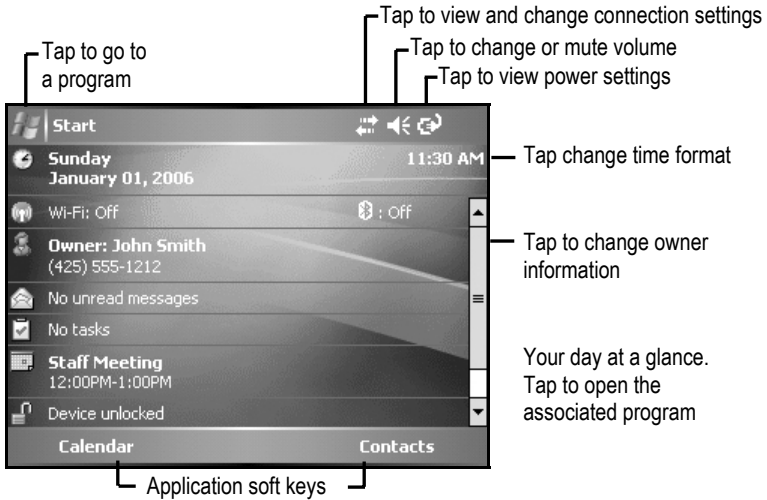 Tap to view and change connection settings
Tap to go to
a program
Tap to change or mute volume
Tap to view power settings
Start
Sunday
January 01, 2006
11:30 AM
Tap change time format
Wi-Fi: Off
: Off
Owner: John Smith
(425) 555-1212
Tap to change owner
information
No unread messages
No tasks
Staff Meeting
12:00PM-1:00PM
Your day at a glance.
Tap to open the
associated program
Device unlocked
Calendar
Contacts
Application soft keys